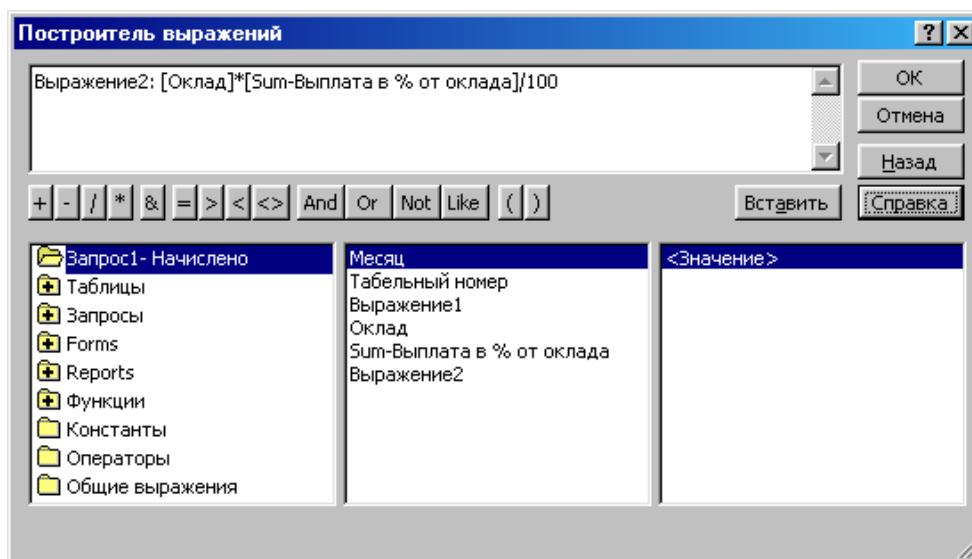 Построитель выражений
Выражение2: [Оклад]*[Sum-Выплата в % от оклада]/100
ОК
Отмена
Назад
+ - / * & = > < <> And Or Not Like ( ) Вставить Справка
Запрос1- Начислено
Таблицы
Запросы
Forms
Reports
Функции
Константы
Операторы
Общие выражения
Месяц
Табельный номер
Выражение1
Оклад
Sum-Выплата в % от оклада
Выражение2
<Значение>